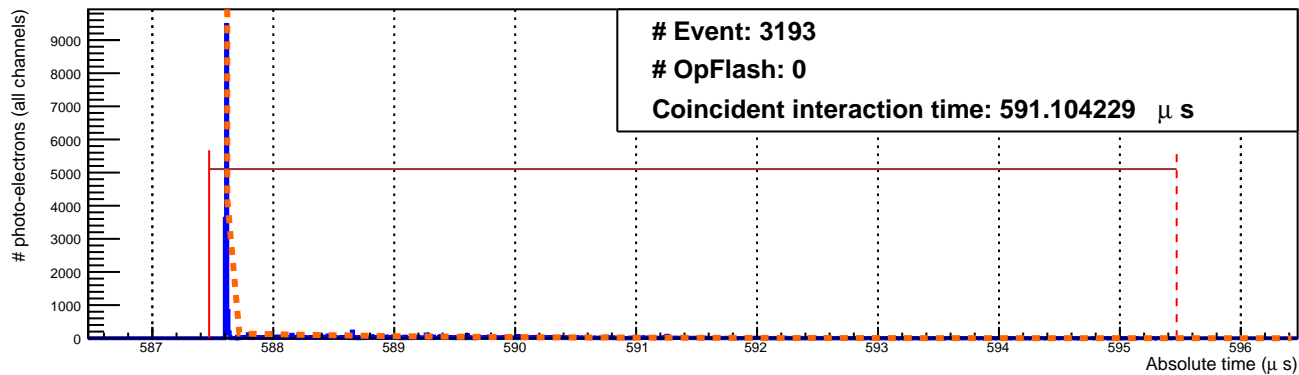 # Event: 3193
# OpFlash: 0
Coincident interaction time: 591.104229 μ s
# photo-electrons (all channels)
9000
8000
7000
6000
5000
4000
3000
2000
1000
0
587 588 589 590 591 592 593 594 595 596
Absolute time (μ s)